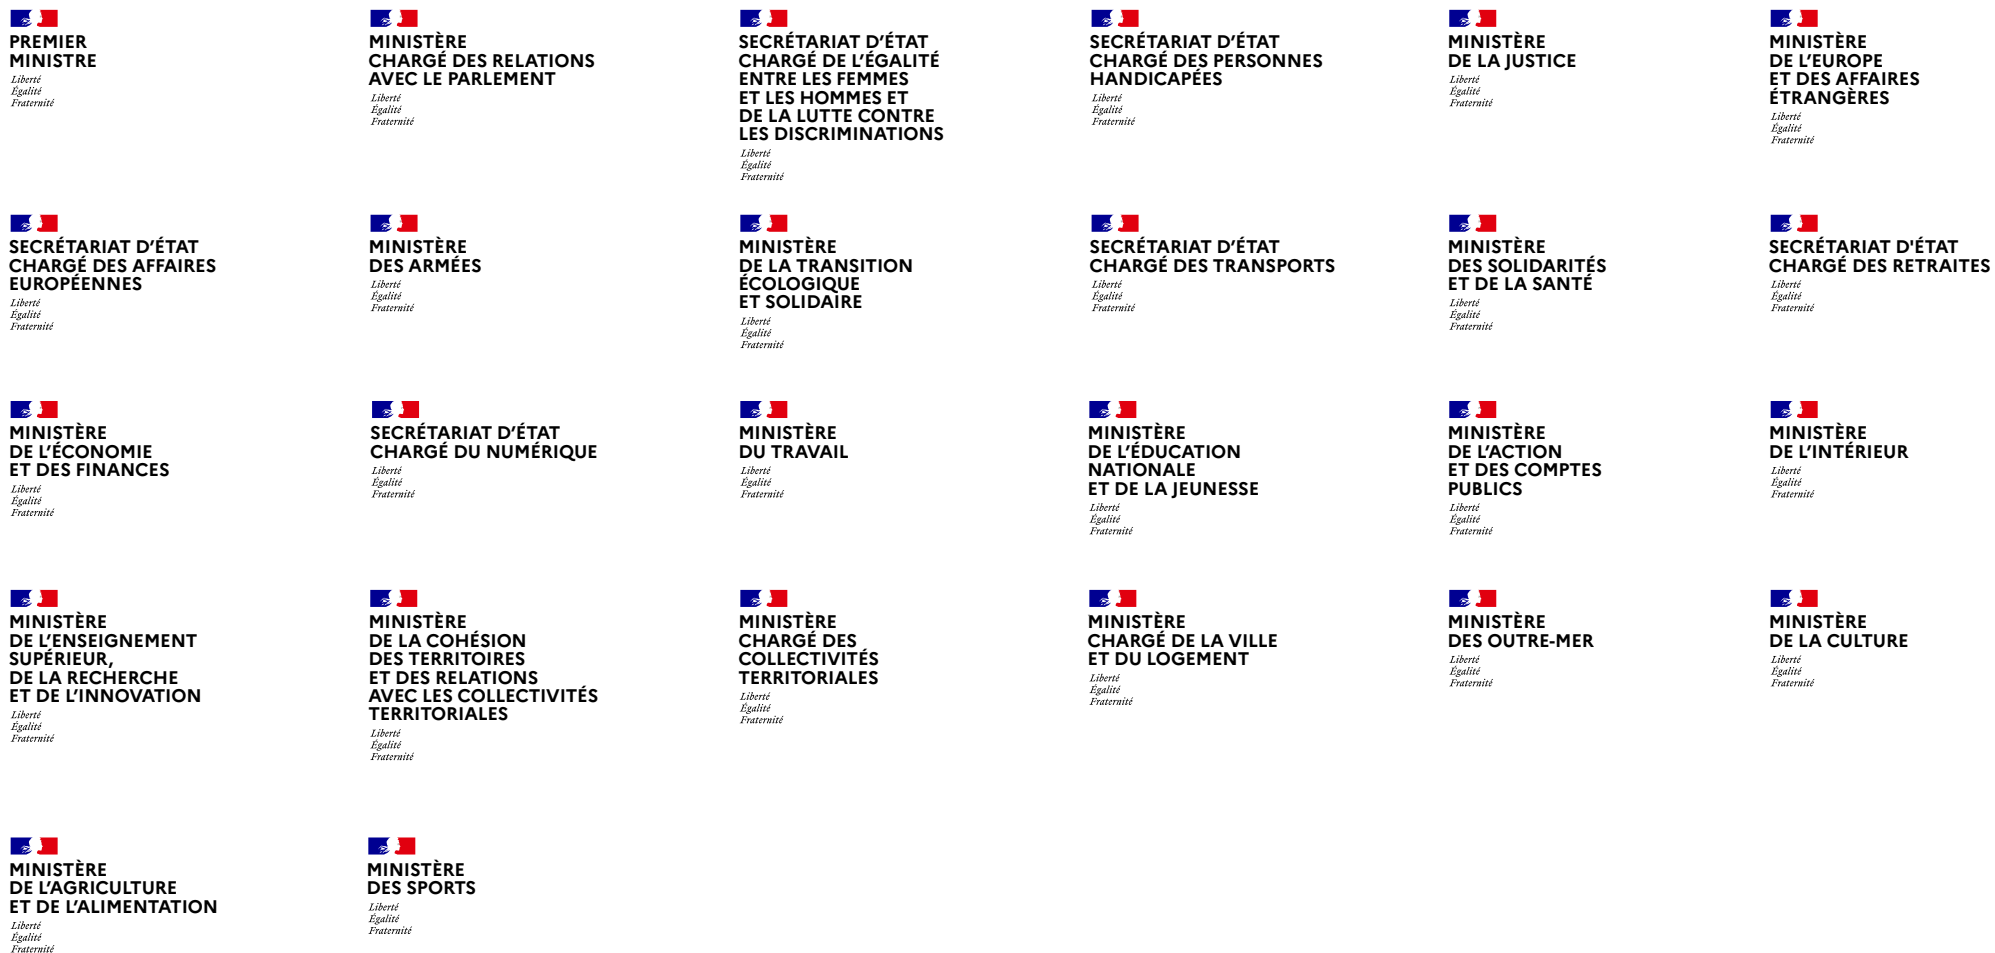 PREMIER
MINISTRE
Liberté
Égalité
Fraternité
MINISTÈRE
CHARGÉ DES RELATIONS
AVEC LE PARLEMENT
Liberté
Égalité
Fraternité
SECRÉTARIAT D’ÉTAT
CHARGÉ DE L’ÉGALITÉ
ENTRE LES FEMMES
ET LES HOMMES ET
DE LA LUTTE CONTRE
LES DISCRIMINATIONS
Liberté
Égalité
Fraternité
SECRÉTARIAT D’ÉTAT
CHARGÉ DES PERSONNES
HANDICAPÉES
Liberté
Égalité
Fraternité
MINISTÈRE
DE LA JUSTICE
Liberté
Égalité
Fraternité
MINISTÈRE
DE L’EUROPE
ET DES AFFAIRES
ÉTRANGÈRES
Liberté
Égalité
Fraternité
SECRÉTARIAT D’ÉTAT
CHARGÉ DES AFFAIRES
EUROPÉENNES
Liberté
Égalité
Fraternité
MINISTÈRE
DES ARMÉES
Liberté
Égalité
Fraternité
MINISTÈRE
DE LA TRANSITION
ÉCOLOGIQUE
ET SOLIDAIRE
Liberté
Égalité
Fraternité
SECRÉTARIAT D’ÉTAT
CHARGÉ DES TRANSPORTS
Liberté
Égalité
Fraternité
MINISTÈRE
DES SOLIDARITÉS
ET DE LA SANTÉ
Liberté
Égalité
Fraternité
SECRÉTARIAT D'ÉTAT
CHARGÉ DES RETRAITES
Liberté
Égalité
Fraternité
MINISTÈRE
DE L’ÉCONOMIE
ET DES FINANCES
Liberté
Égalité
Fraternité
SECRÉTARIAT D’ÉTAT
CHARGÉ DU NUMÉRIQUE
Liberté
Égalité
Fraternité
MINISTÈRE
DU TRAVAIL
Liberté
Égalité
Fraternité
MINISTÈRE
DE L’ÉDUCATION
NATIONALE
ET DE LA JEUNESSE
Liberté
Égalité
Fraternité
MINISTÈRE
DE L’ACTION
ET DES COMPTES
PUBLICS
Liberté
Égalité
Fraternité
MINISTÈRE
DE L’INTÉRIEUR
Liberté
Égalité
Fraternité
MINISTÈRE
DE L’ENSEIGNEMENT
SUPÉRIEUR,
DE LA RECHERCHE
ET DE L’INNOVATION
Liberté
Égalité
Fraternité
MINISTÈRE
DE LA COHÉSION
DES TERRITOIRES
ET DES RELATIONS
AVEC LES COLLECTIVITÉS
TERRITORIALES
Liberté
Égalité
Fraternité
MINISTÈRE
CHARGÉ DES
COLLECTIVITÉS
TERRITORIALES
Liberté
Égalité
Fraternité
MINISTÈRE
CHARGÉ DE LA VILLE
ET DU LOGEMENT
Liberté
Égalité
Fraternité
MINISTÈRE
DES OUTRE-MER
Liberté
Égalité
Fraternité
MINISTÈRE
DE LA CULTURE
Liberté
Égalité
Fraternité
MINISTÈRE
DE L’AGRICULTURE
ET DE L’ALIMENTATION
Liberté
Égalité
Fraternité
MINISTÈRE
DES SPORTS
Liberté
Égalité
Fraternité